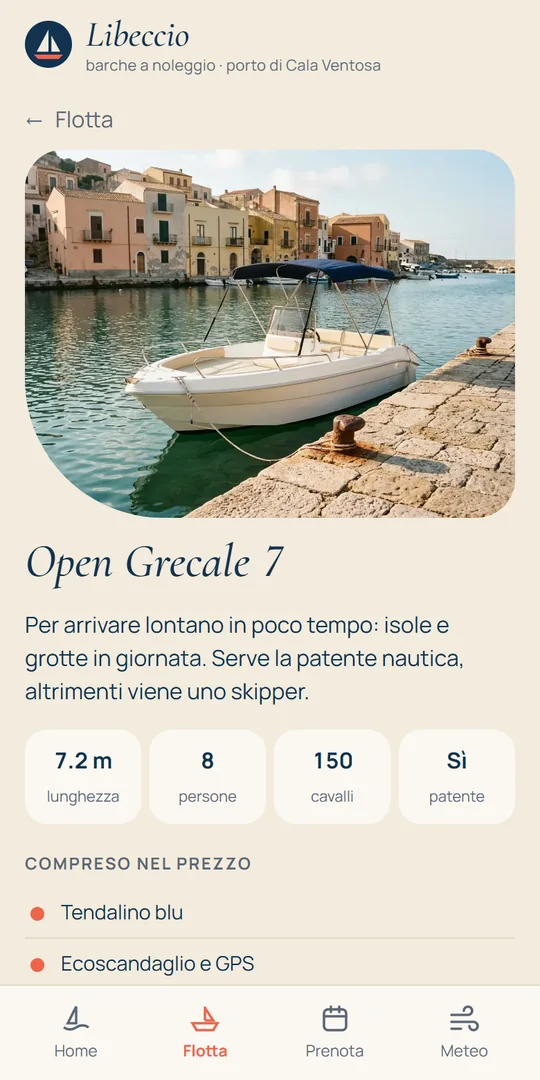 Libeccio
barche a noleggio · porto di Cala Ventosa
← Flotta
Open Grecale 7
Per arrivare lontano in poco tempo: isole e
grotte in giornata. Serve la patente nautica,
altrimenti viene uno skipper.
7.2 m 8 150 Sì
lunghezza persone cavalli patente
COMPRESO NEL PREZZO
Tendalino blu
Ecoscandaglio e GPS
Home Flotta Prenota Meteo